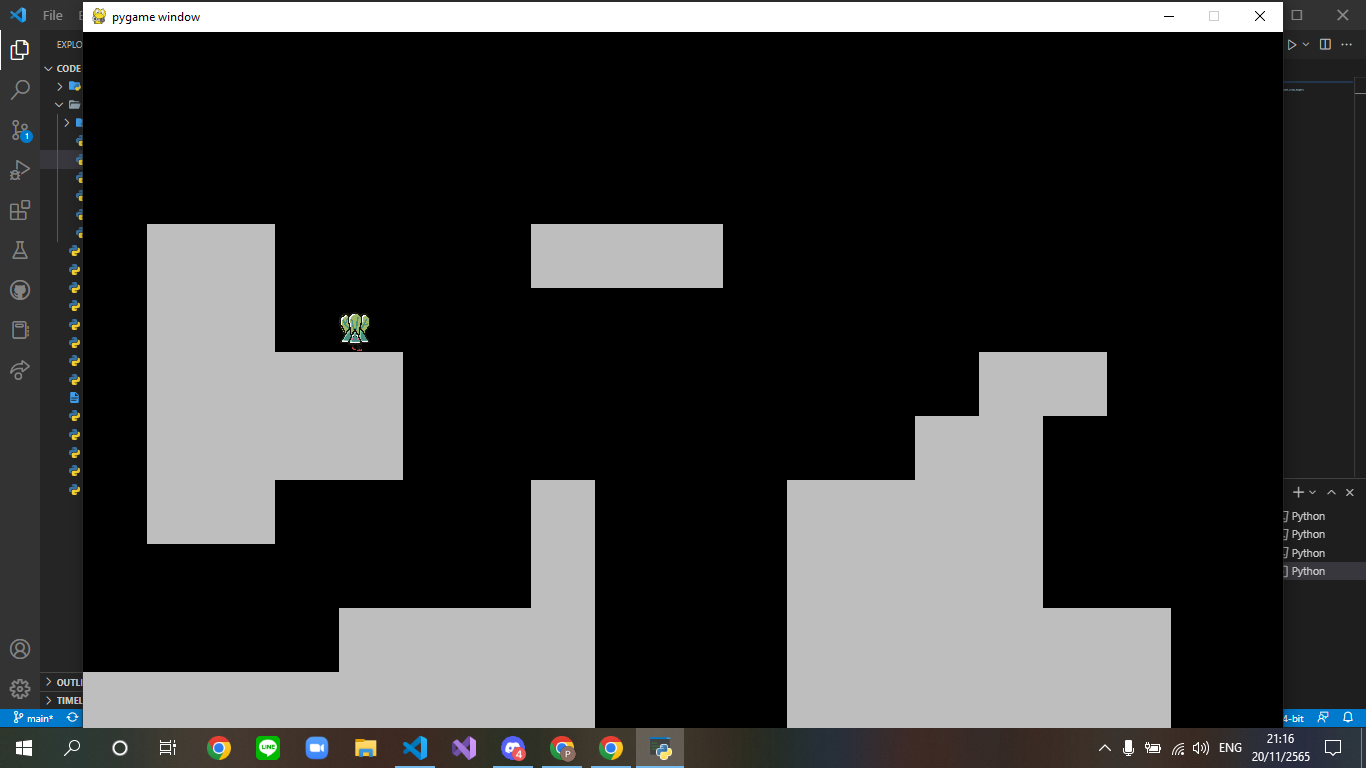 File
pygame window
EXPLO
CODE
1
+
Python
Python
Python
Python
OUTLI
TIMEL
main*
4-bit
4
P
LINE
ENG
21:16
20/11/2565